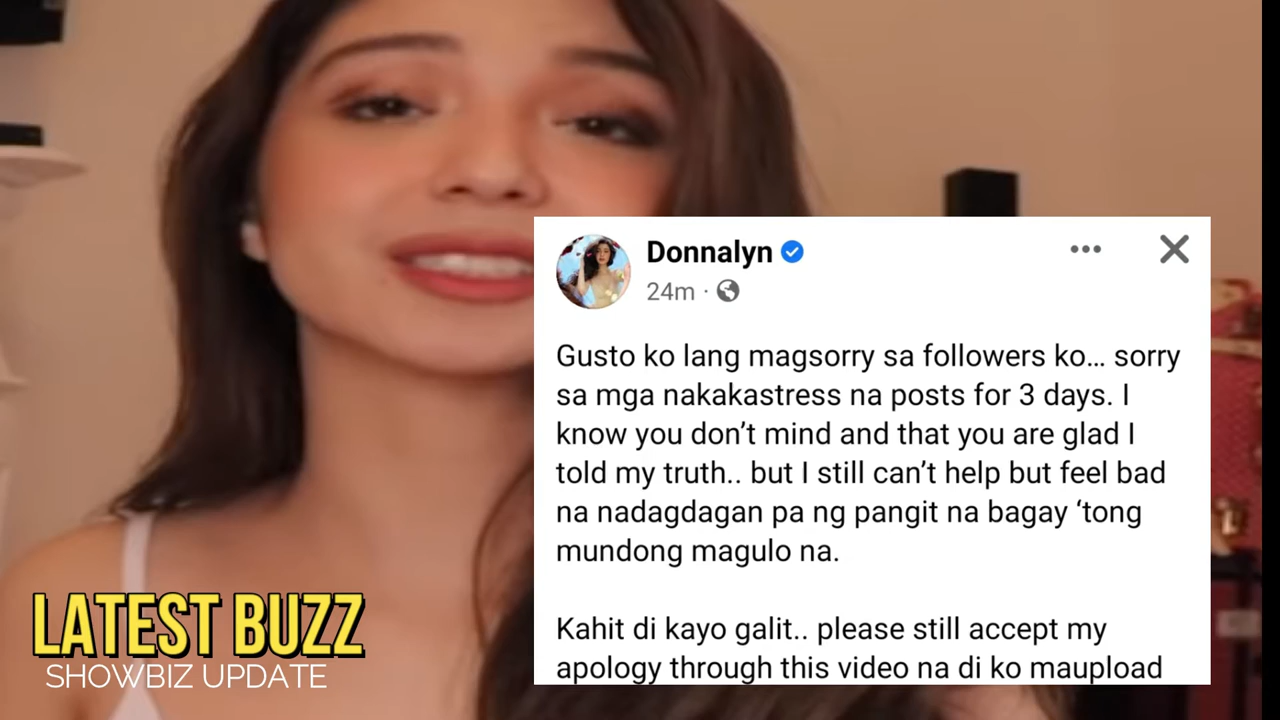 Donnalyn
24m ·
Gusto ko lang magsorry sa followers ko... sorry
sa mga nakakastress na posts for 3 days. I
know you don’t mind and that you are glad I
told my truth.. but I still can’t help but feel bad
na nadagdagan pa ng pangit na bagay ‘tong
mundong magulo na.
Kahit di kayo galit.. please still accept my
apology through this video na di ko maupload
LATEST BUZZ
SHOWBIZ UPDATE